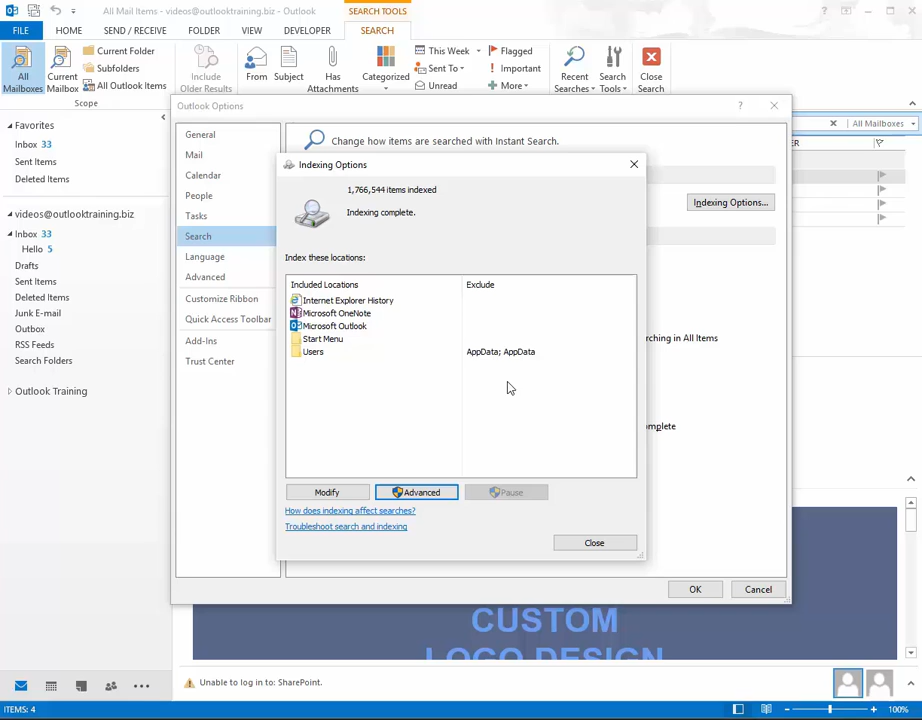 All Mail Items - videos@outlooktraining.biz - Outlook
SEARCH TOOLS
FILE HOME SEND / RECEIVE FOLDER VIEW DEVELOPER SEARCH
All Mailboxes
Current Mailbox
Current Folder
Subfolders
All Outlook Items
Scope
Include Older Results
From
Subject
Has Attachments
Categorized
This Week
Sent To
Unread
Flagged
Important
More
Recent Searches
Search Tools
Close Search
Favorites
Inbox 33
Sent Items
Deleted Items
videos@outlooktraining.biz
Inbox 33
Hello 5
Drafts
Sent Items
Deleted Items
Junk E-mail
Outbox
RSS Feeds
Search Folders
Outlook Training
Outlook Options
General
Mail
Calendar
People
Tasks
Search
Language
Advanced
Customize Ribbon
Quick Access Toolbar
Add-Ins
Trust Center
Change how items are searched with Instant Search.
Indexing Options...
All Mailboxes
ER
Indexing Options
1,766,544 items indexed
Indexing complete.
Index these locations:
Included Locations Exclude
Internet Explorer History
Microsoft OneNote
Microsoft Outlook
Start Menu
Users AppData; AppData
Modify Advanced Pause
How does indexing affect searches?
Troubleshoot search and indexing
Close
rching in All Items
mplete
OK Cancel
CUSTOM
LOGO DESIGN
Unable to log in to: SharePoint.
ITEMS: 4
100%